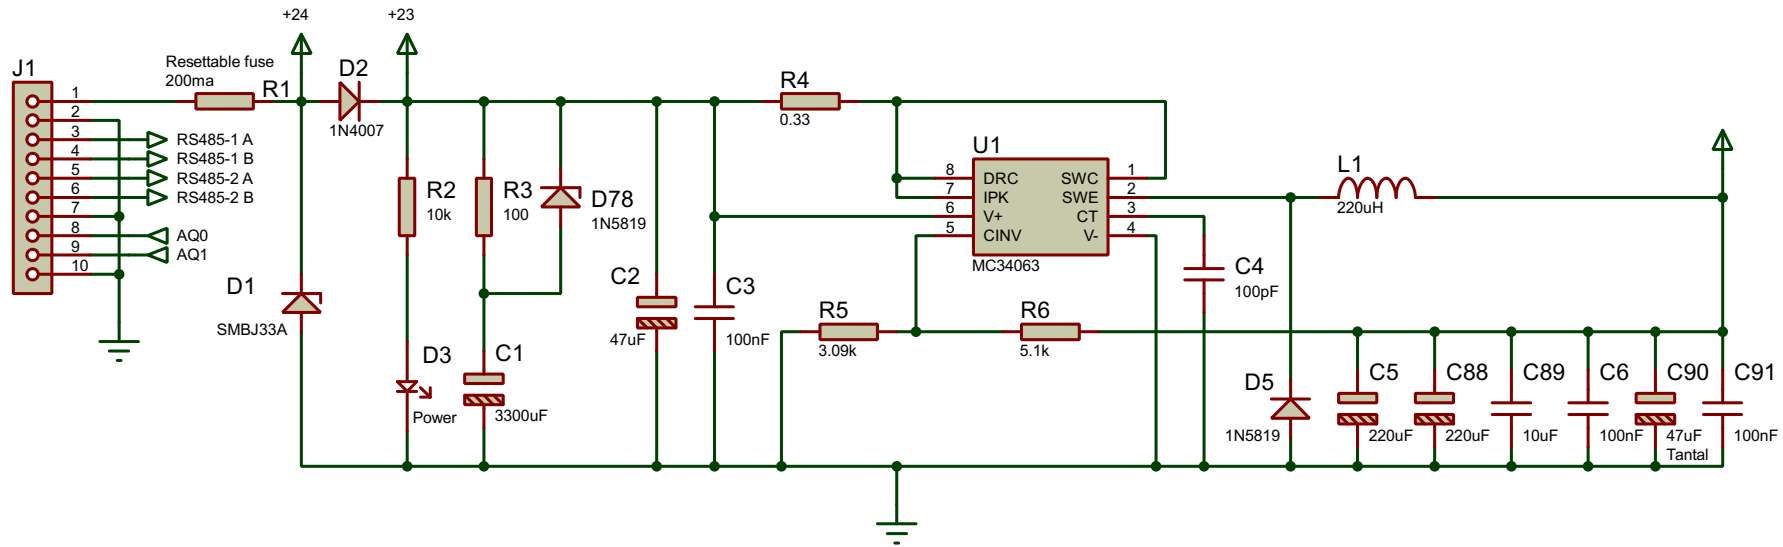 +24
+23
Resettable fuse
200ma
R1
J1
1
2
3
4
5
6
7
8
9
10
RS485-1 A
RS485-1 B
RS485-2 A
RS485-2 B
AQ0
AQ1
D2
1N4007
D1
SMBJ33A
R2
10k
D3
Power
R3
100
D78
1N5819
C1
3300uF
C2
47uF
C3
100nF
R4
0.33
U1
8
7
6
5
DRC
IPK
V+
CINV
SWC
SWE
CT
V-
1
2
3
4
MC34063
R5
3.09k
R6
5.1k
C4
100pF
L1
220uH
D5
1N5819
C5
220uF
C88
220uF
C89
10uF
C6
100nF
C90
47uF
Tantal
C91
100nF